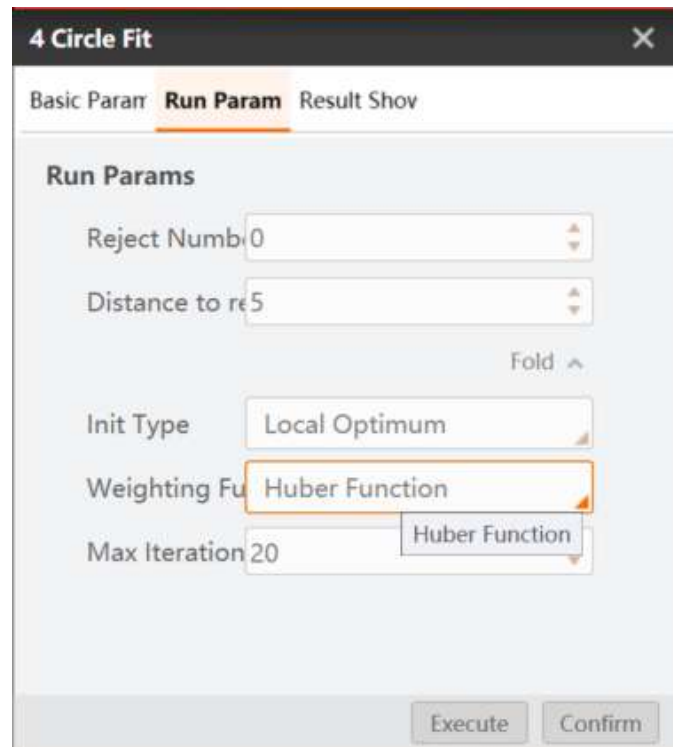 4 Circle Fit
Basic Param Run Param Result Shov
Run Params
Reject Numb 0
Distance to re 5
Fold
Init Type Local Optimum
Weighting Fu Huber Function
Huber Function
Max Iteration 20
Execute Confirm